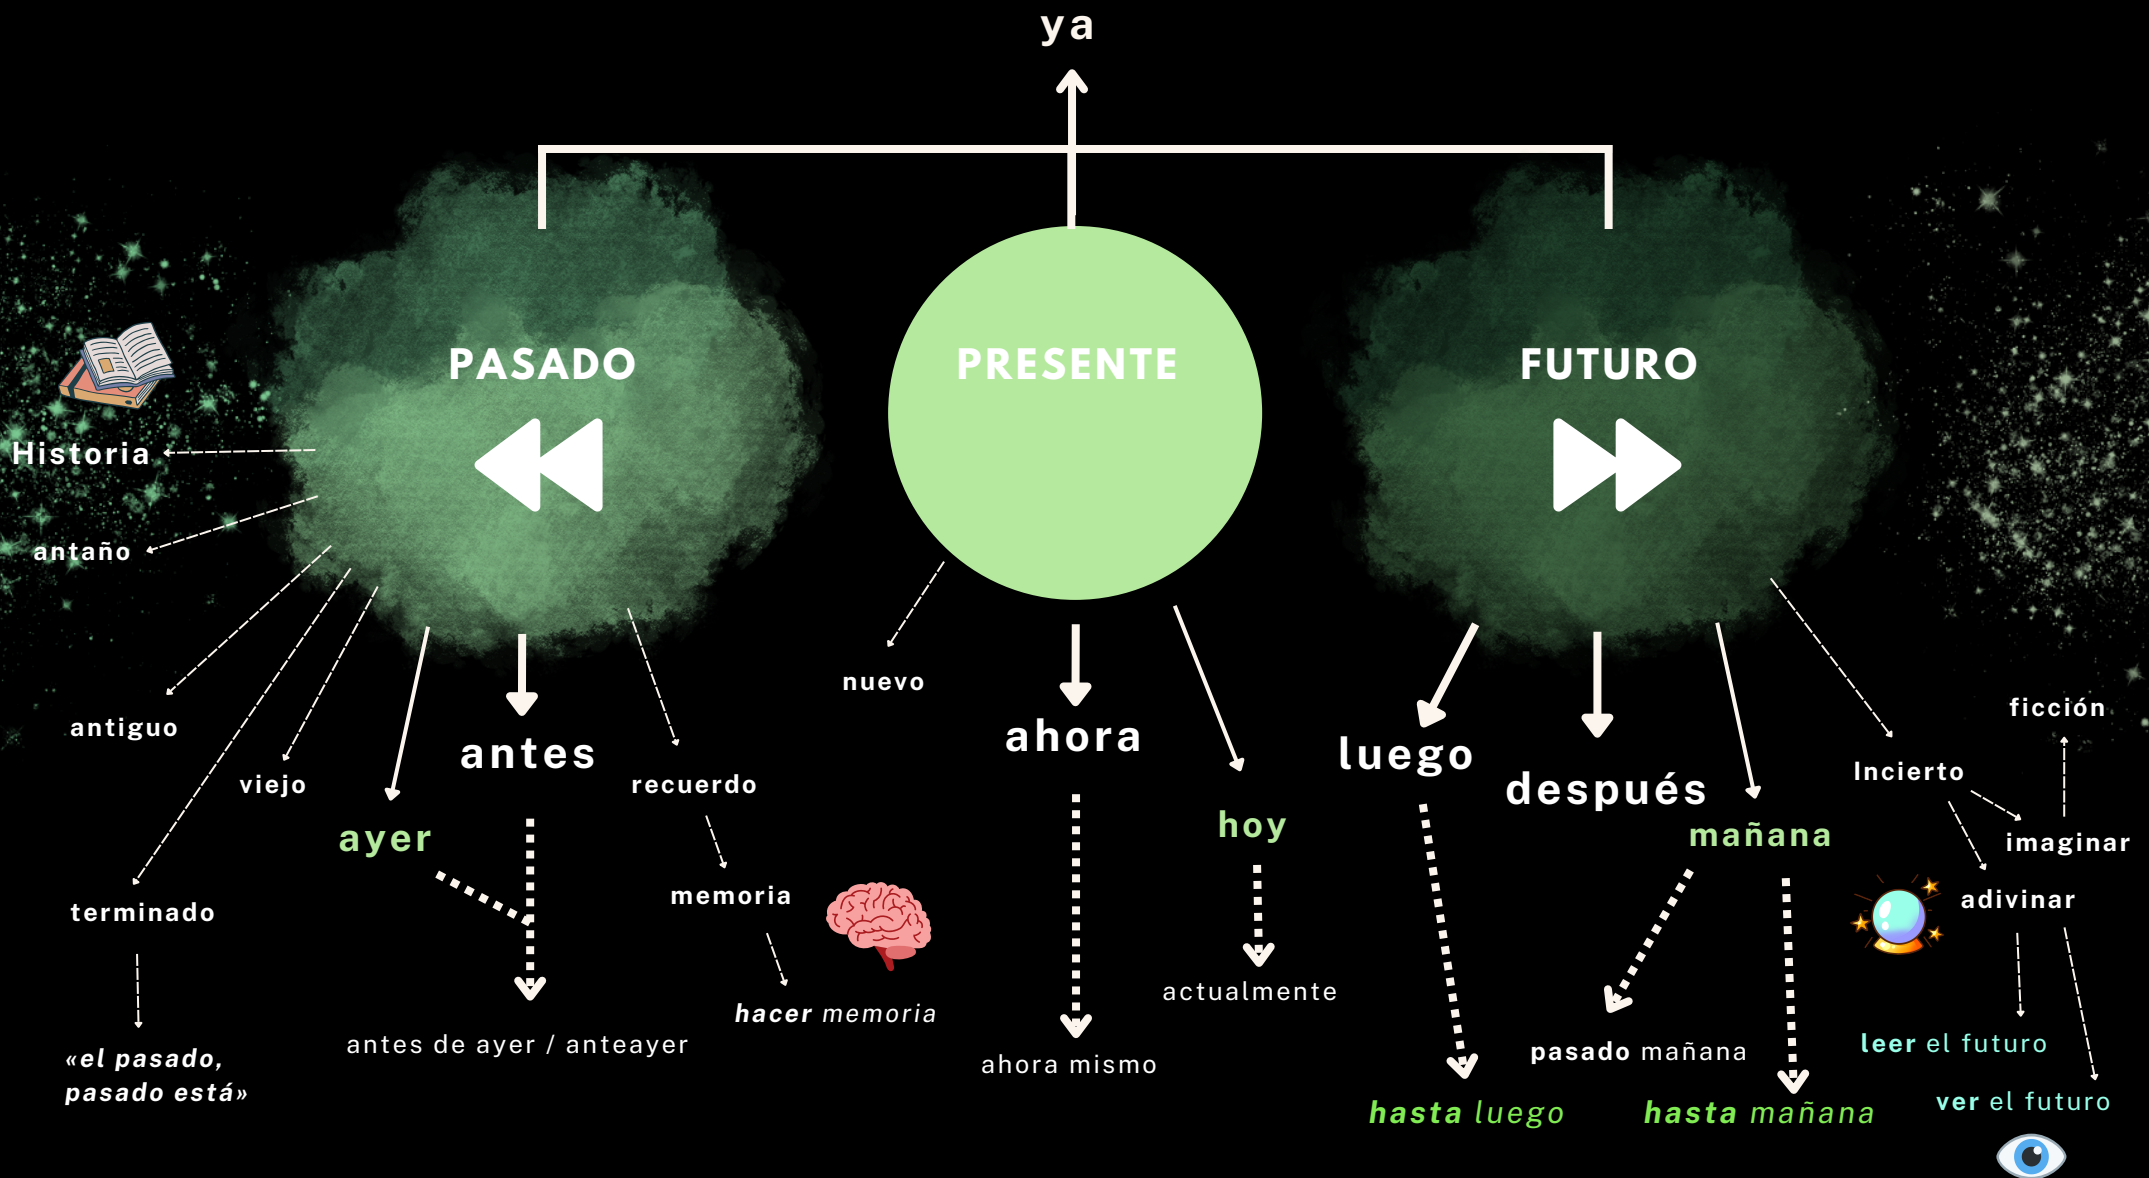 ya
PASADO
PRESENTE
FUTURO
Historia
antaño
antiguo
viejo
terminado
«el pasado,
pasado está»
ayer
antes
antes de ayer / anteayer
recuerdo
memoria
hacer memoria
nuevo
ahora
ahora mismo
hoy
actualmente
luego
hasta luego
después
mañana
pasado mañana
hasta mañana
Incierto
imaginar
ficción
adivinar
leer el futuro
ver el futuro